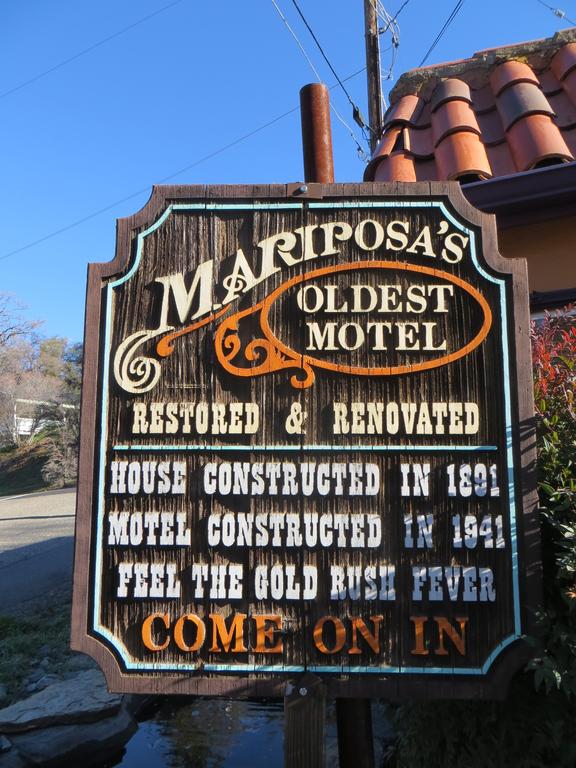 MARIPOSA'S
OLDEST
MOTEL
RESTORED & RENOVATED
HOUSE CONSTRUCTED IN 1891
MOTEL CONSTRUCTED IN 1941
FEEL THE GOLD RUSH FEVER
COME ON IN